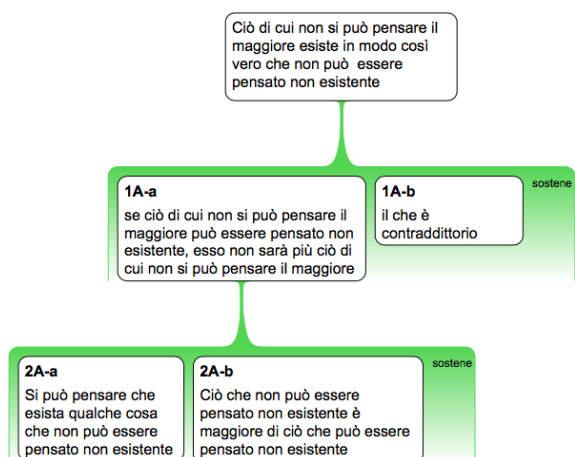 Ciò di cui non si può pensare il
maggiore esiste in modo così
vero che non può essere
pensato non esistente
1A-a
se ciò di cui non si può pensare il
maggiore può essere pensato non
esistente, esso non sarà più ciò di
cui non si può pensare il maggiore
1A-b
il che è
contraddittorio
sostene
2A-a
Si può pensare che
esista qualche cosa
che non può essere
pensato non esistente
2A-b
Ciò che non può essere
pensato non esistente è
maggiore di ciò che può essere
pensato non esistente
sostene